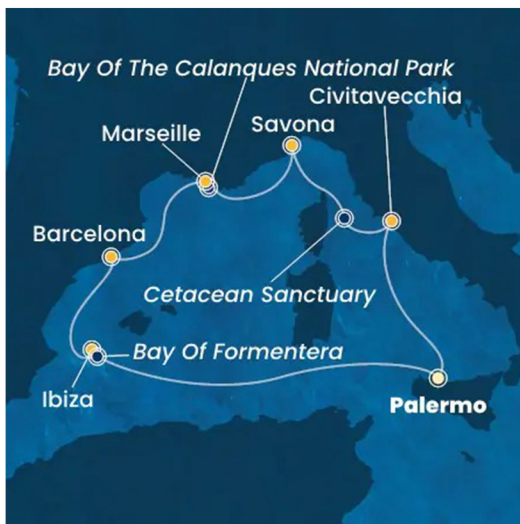 Bay Of The Calanques National Park
Civitavecchia
Savona
Marseille
Barcelona
Cetacean Sanctuary
Bay Of Formentera
Ibiza
Palermo